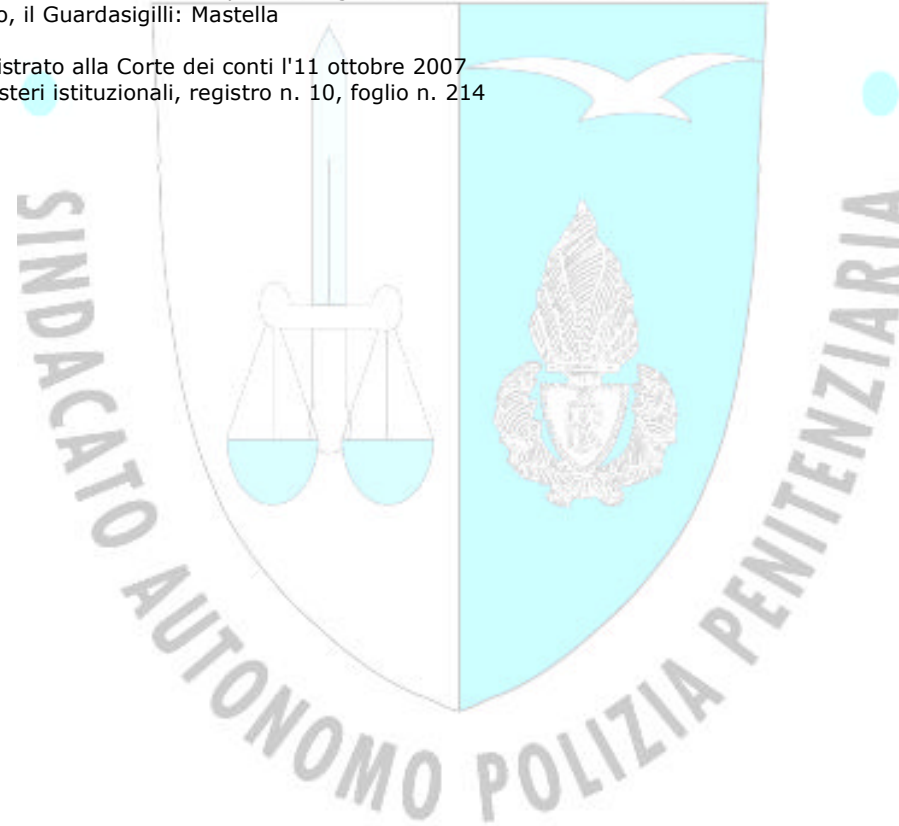 o, il Guardasigilli: Mastella
istrato alla Corte dei conti l'11 ottobre 2007
steri istituzionali, registro n. 10, foglio n. 214
SINDACATO AUTONOMO POLIZIA PENITENZIARIA